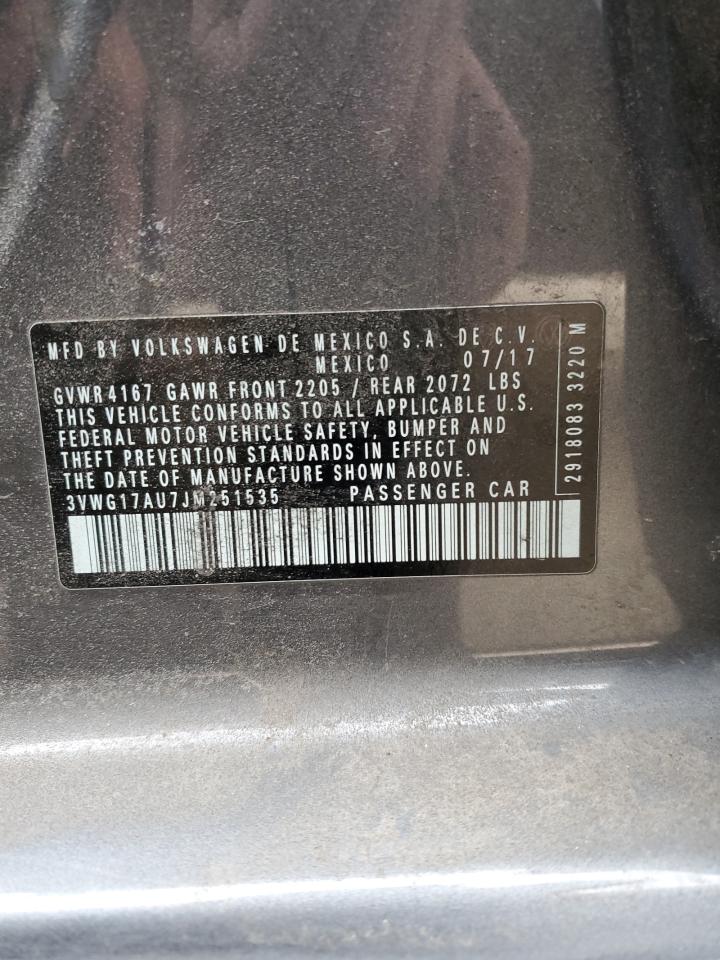 MFD BY VOLKSWAGEN DE MEXICO S.A. DE C.V.
MEXICO 07/17
GVWR 4167 GAWR FRONT 2205 / REAR 2072 LBS
THIS VEHICLE CONFORMS TO ALL APPLICABLE U.S.
FEDERAL MOTOR VEHICLE SAFETY, BUMPER AND
THEFT PREVENTION STANDARDS IN EFFECT ON
THE DATE OF MANUFACTURE SHOWN ABOVE.
3VWG17AU7JM251535 PASSENGER CAR
2918083 3220 M